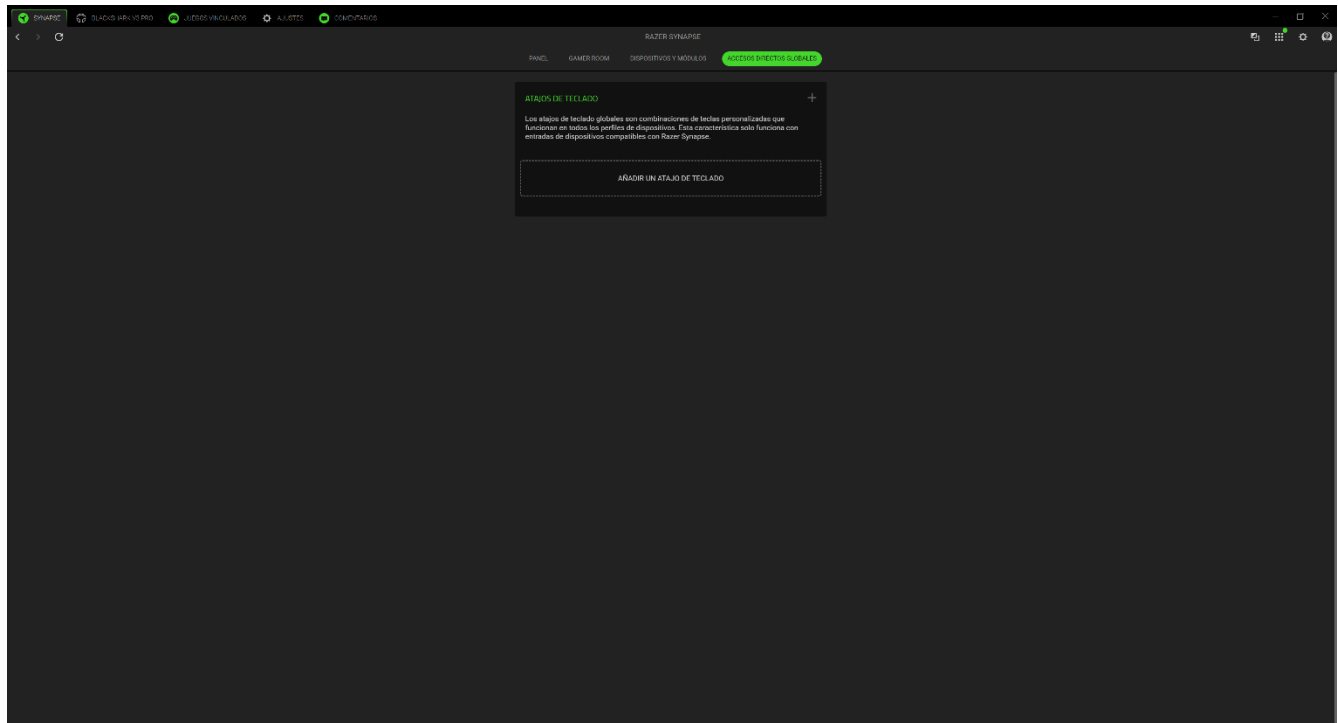 SYNAPSE
BLACKSHARK V3 PRO
JUEGOS VINCULADOS
AJUSTES
COMENTARIOS
RAZER SYNAPSE
PANEL
GAMER ROOM
DISPOSITIVOS Y MÓDULOS
ACCESOS DIRECTOS GLOBALES
ATAJOS DE TECLADO
Los atajos de teclado globales son combinaciones de teclas personalizadas que
funcionan en todos los perfiles de dispositivos. Esta característica solo funciona con
entradas de dispositivos compatibles con Razer Synapse.
AÑADIR UN ATAJO DE TECLADO